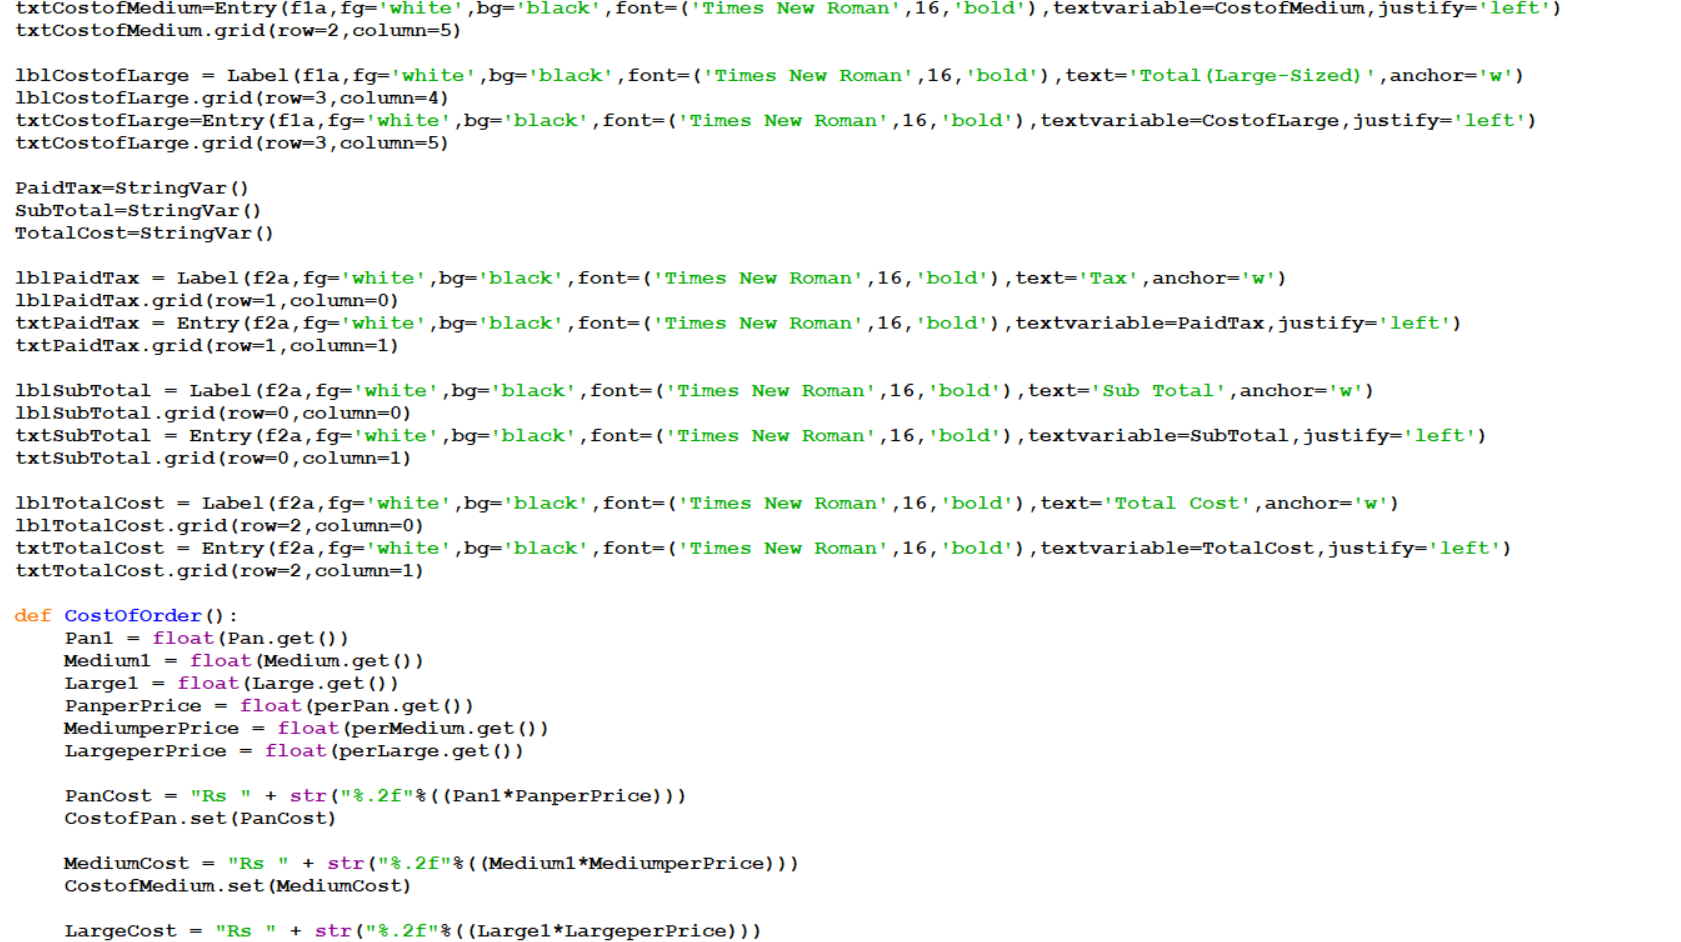 txtCostofMedium=Entry(f1a,fg='white',bg='black',font=('Times New Roman',16,'bold'),textvariable=CostofMedium,justify='left')
txtCostofMedium.grid(row=2,column=5)

lblCostofLarge = Label(f1a,fg='white',bg='black',font=('Times New Roman',16,'bold'),text='Total(Large-Sized)',anchor='w')
lblCostofLarge.grid(row=3,column=4)
txtCostofLarge=Entry(f1a,fg='white',bg='black',font=('Times New Roman',16,'bold'),textvariable=CostofLarge,justify='left')
txtCostofLarge.grid(row=3,column=5)

PaidTax=StringVar()
SubTotal=StringVar()
TotalCost=StringVar()

lblPaidTax = Label(f2a,fg='white',bg='black',font=('Times New Roman',16,'bold'),text='Tax',anchor='w')
lblPaidTax.grid(row=1,column=0)
txtPaidTax = Entry(f2a,fg='white',bg='black',font=('Times New Roman',16,'bold'),textvariable=PaidTax,justify='left')
txtPaidTax.grid(row=1,column=1)

lblSubTotal = Label(f2a,fg='white',bg='black',font=('Times New Roman',16,'bold'),text='Sub Total',anchor='w')
lblSubTotal.grid(row=0,column=0)
txtSubTotal = Entry(f2a,fg='white',bg='black',font=('Times New Roman',16,'bold'),textvariable=SubTotal,justify='left')
txtSubTotal.grid(row=0,column=1)

lblTotalCost = Label(f2a,fg='white',bg='black',font=('Times New Roman',16,'bold'),text='Total Cost',anchor='w')
lblTotalCost.grid(row=2,column=0)
txtTotalCost = Entry(f2a,fg='white',bg='black',font=('Times New Roman',16,'bold'),textvariable=TotalCost,justify='left')
txtTotalCost.grid(row=2,column=1)

def CostOfOrder():
    Pan1 = float(Pan.get())
    Medium1 = float(Medium.get())
    Large1 = float(Large.get())
    PanperPrice = float(perPan.get())
    MediumperPrice = float(perMedium.get())
    LargeperPrice = float(perLarge.get())

    PanCost = "Rs " + str("%.2f"%((Pan1*PanperPrice)))
    CostofPan.set(PanCost)

    MediumCost = "Rs " + str("%.2f"%((Medium1*MediumperPrice)))
    CostofMedium.set(MediumCost)

    LargeCost = "Rs " + str("%.2f"%((Large1*LargeperPrice)))